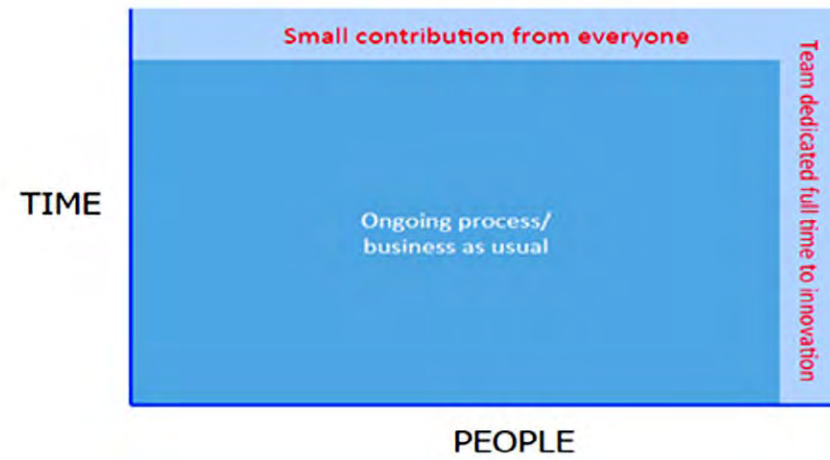 Small contribution from everyone
Team dedicated full time to innovation
TIME
Ongoing process/
business as usual
PEOPLE